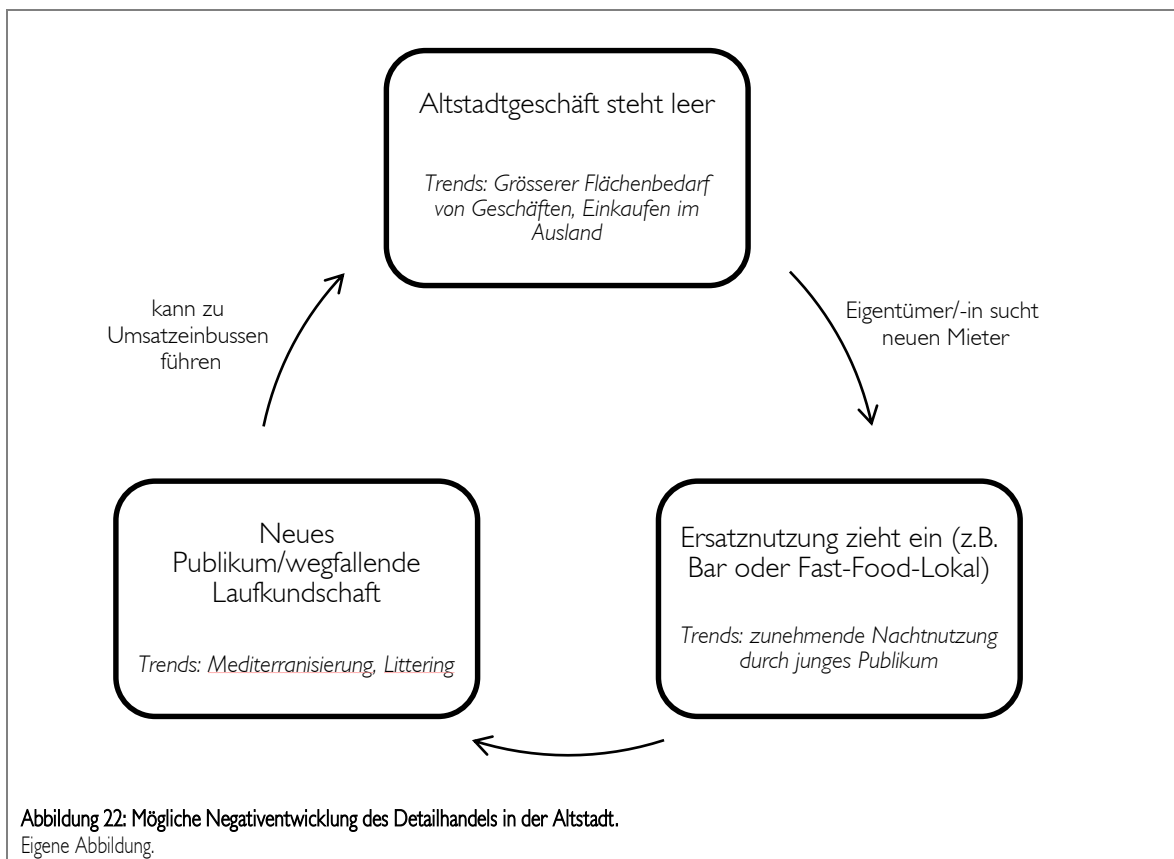 Altstadtgeschäft steht leer
Trends: Grösserer Flächenbedarf
von Geschäften, Einkaufen im
Ausland
kann zu
Umsatzeinbussen
führen
Eigentümer/-in sucht
neuen Mieter
Neues
Publikum/wegfallende
Laufkundschaft
Trends: Mediterranisierung, Littering
Ersatznutzung zieht ein (z.B.
Bar oder Fast-Food-Lokal)
Trends: zunehmende Nachtnutzung
durch junges Publikum
Abbildung 22: Mögliche Negativentwicklung des Detailhandels in der Altstadt.
Eigene Abbildung.